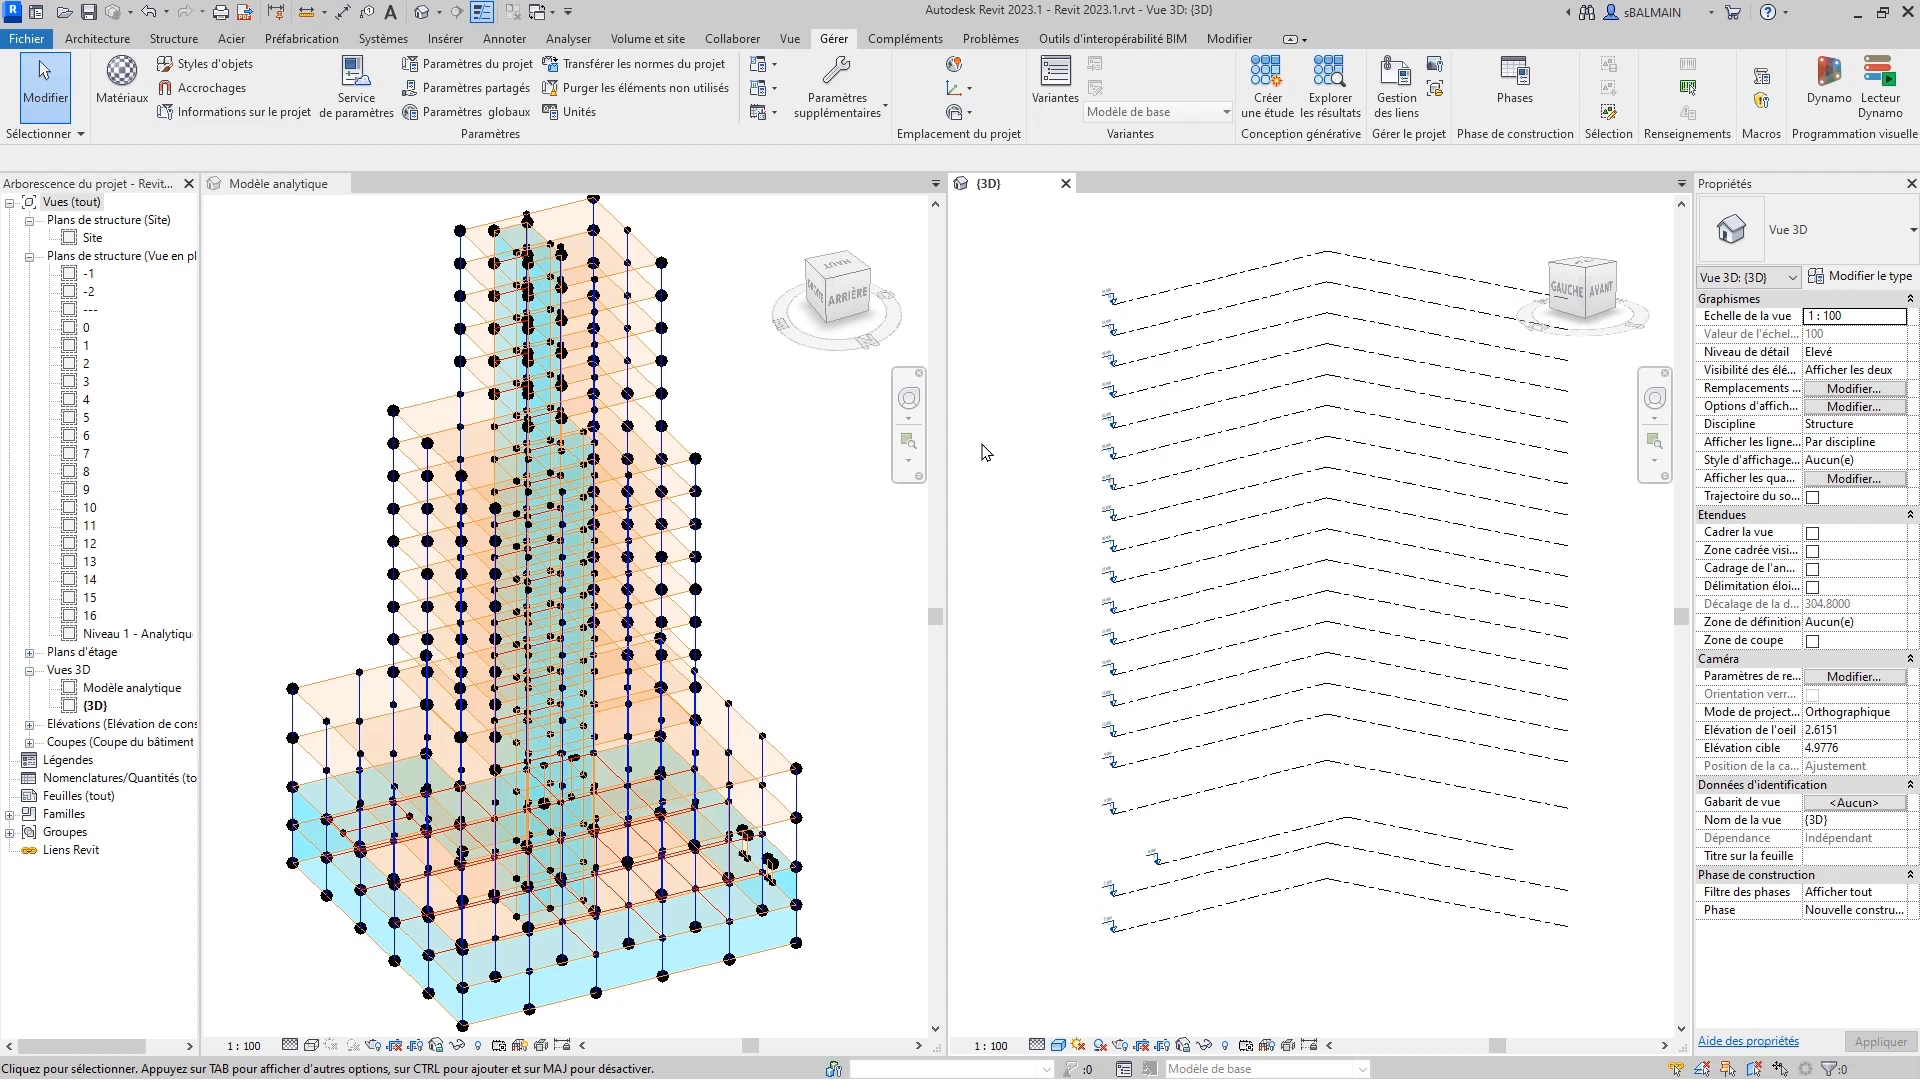 Autodesk Revit 2023.1 - Revit 2023.1.rvt - Vue 3D: {3D}
sBALMAIN
Fichier Architecture Structure Acier Préfabrication Systèmes Insérer Annoter Analyser Volume et site Collaborer Vue Gérer Compléments Problèmes Outils d'interopérabilité BIM Modifier
Modifier
Sélectionner
Matériaux
Styles d'objets
Accrochages
Informations sur le projet
Service
de paramètres
Paramètres du projet
Paramètres partagés
Paramètres globaux
Transférer les normes du projet
Purger les éléments non utilisés
Unités
Paramètres
Paramètres
supplémentaires
Emplacement du projet
Variantes
Modèle de base
Variantes
Créer
une étude
Explorer
les résultats
Conception générative
Gestion
des liens
Gérer le projet
Phases
Phase de construction
Sélection
Renseignements
Macros
Dynamo
Lecteur
Dynamo
Programmation visuelle
Arborescence du projet - Revit...
Vues (tout)
Plans de structure (Site)
Site
Plans de structure (Vue en pl
-1
-2
---
0
1
2
3
4
5
6
7
8
9
10
11
12
13
14
15
16
Niveau 1 - Analytiqu
Plans d'étage
Vues 3D
Modèle analytique
{3D}
Elévations (Elévation de cons
Coupes (Coupe du bâtiment
Légendes
Nomenclatures/Quantités (to
Feuilles (tout)
Familles
Groupes
Liens Revit
Modèle analytique
HAUT
ARRIÈRE
N
1 : 100
{3D}
GAUCHE
AVANT
1 : 100
Propriétés
Vue 3D
Vue 3D: {3D}
Modifier le type
Graphismes
Echelle de la vue 1 : 100
Valeur de l'échel... 100
Niveau de détail Elevé
Visibilité des élé... Afficher les deux
Remplacements ... Modifier...
Options d'affich... Modifier...
Discipline Structure
Afficher les ligne... Par discipline
Style d'affichage... Aucun(e)
Afficher les qua... Modifier...
Trajectoire du so...
Etendues
Cadrer la vue
Zone cadrée visi...
Cadrage de l'an...
Délimitation éloi...
Décalage de la d... 304.8000
Zone de définition Aucun(e)
Zone de coupe
Caméra
Paramètres de re... Modifier...
Orientation verr...
Mode de project... Orthographique
Elévation de l'oeil 2.6151
Elévation cible 4.9776
Position de la ca... Ajustement
Données d'identification
Gabarit de vue <Aucun>
Nom de la vue {3D}
Dépendance Indépendant
Titre sur la feuille
Phase de construction
Filtre des phases Afficher tout
Phase Nouvelle constru...
Aide des propriétés
Appliquer
Cliquez pour sélectionner. Appuyez sur TAB pour afficher d'autres options, sur CTRL pour ajouter et sur MAJ pour désactiver.
:0
Modèle de base
:0